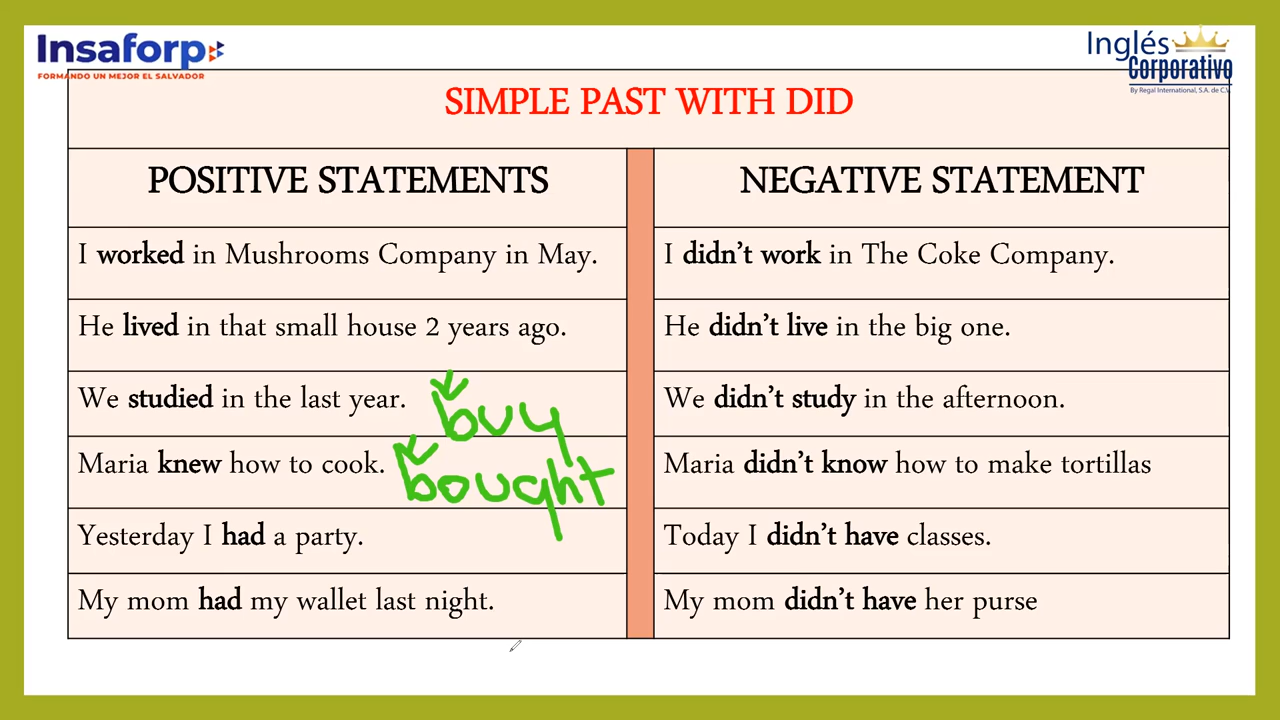 Insaforp
FORMANDO UN MEJOR EL SALVADOR
Inglés
Corporativo
By Regal International, S.A. de C.V.
SIMPLE PAST WITH DID
POSITIVE STATEMENTS
NEGATIVE STATEMENT
I worked in Mushrooms Company in May.
I didn't work in The Coke Company.
He lived in that small house 2 years ago.
He didn't live in the big one.
We studied in the last year.
buy
We didn't study in the afternoon.
Maria knew how to cook.
bought
Maria didn't know how to make tortillas
Yesterday I had a party.
Today I didn't have classes.
My mom had my wallet last night.
My mom didn't have her purse